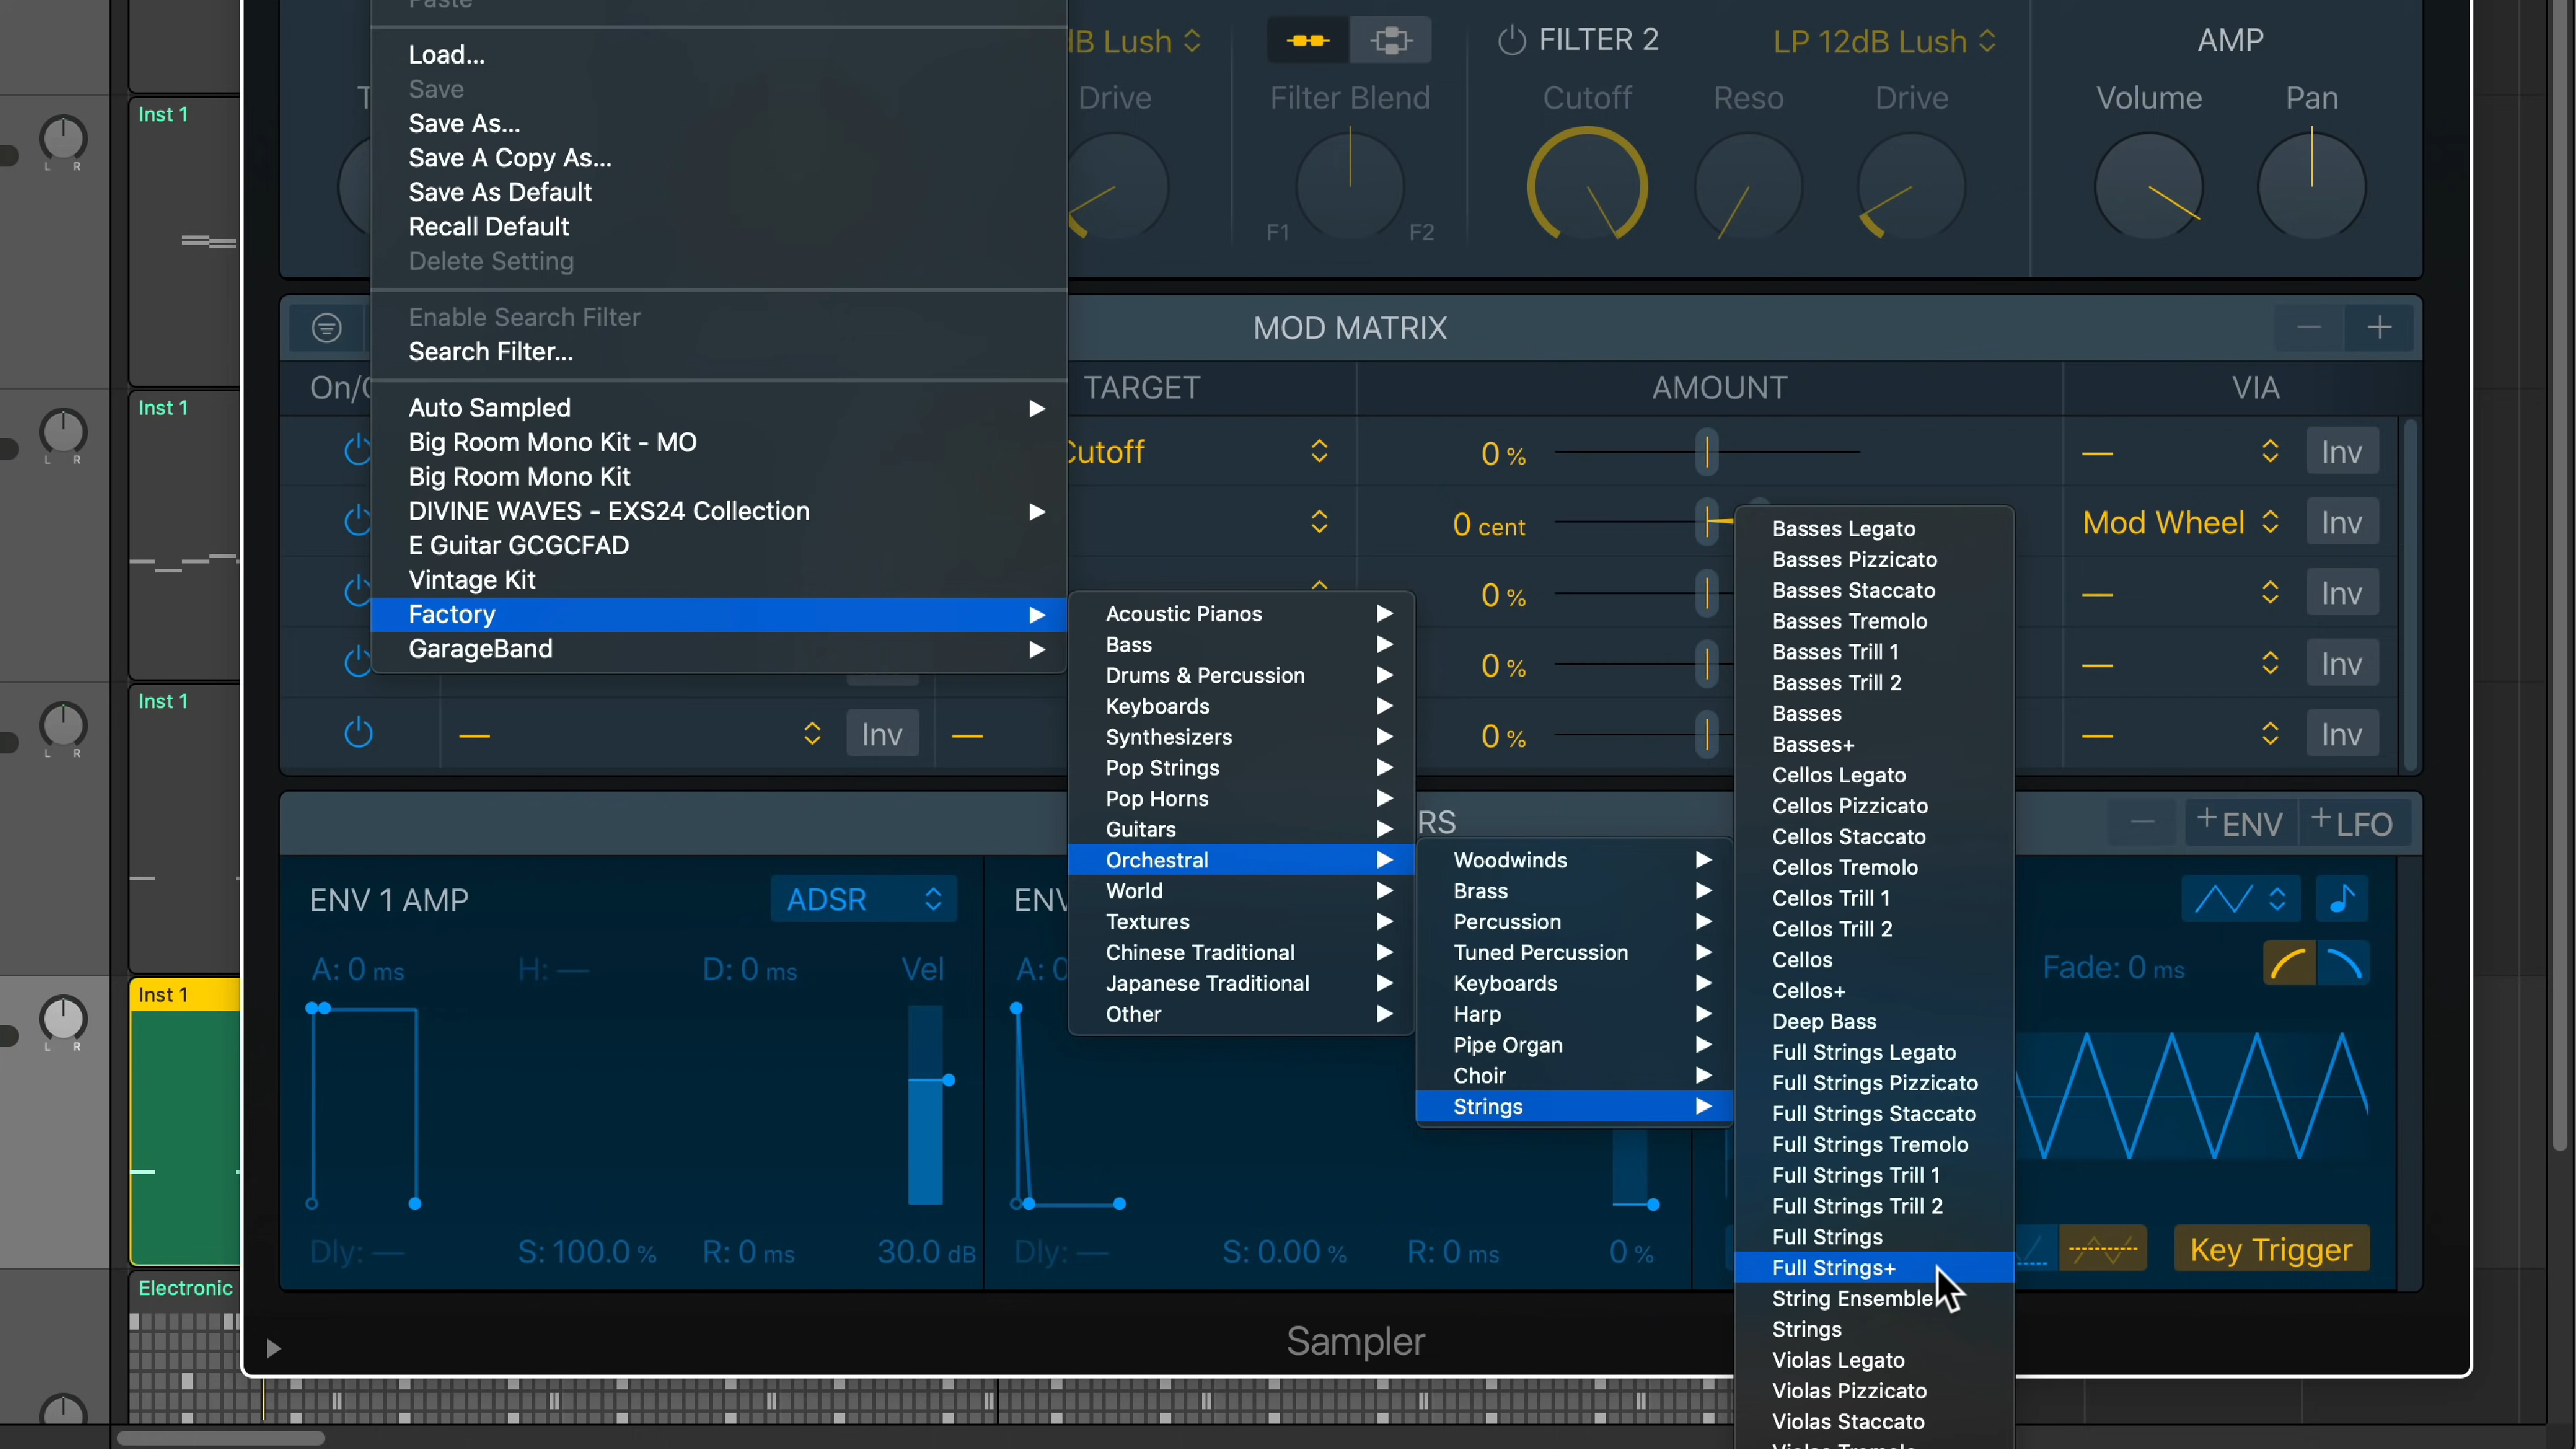 Paste
Load...
Save
Save As...
Save A Copy As...
Save As Default
Recall Default
Delete Setting
Enable Search Filter
Search Filter...
Auto Sampled
Big Room Mono Kit - MO
Big Room Mono Kit
DIVINE WAVES - EXS24 Collection
E Guitar GCGCFAD
Vintage Kit
Factory
GarageBand
Acoustic Pianos
Bass
Drums & Percussion
Keyboards
Synthesizers
Pop Strings
Pop Horns
Guitars
Orchestral
World
Textures
Chinese Traditional
Japanese Traditional
Other
Woodwinds
Brass
Percussion
Tuned Percussion
Keyboards
Harp
Pipe Organ
Choir
Strings
Basses Legato
Basses Pizzicato
Basses Staccato
Basses Tremolo
Basses Trill 1
Basses Trill 2
Basses
Basses+
Cellos Legato
Cellos Pizzicato
Cellos Staccato
Cellos Tremolo
Cellos Trill 1
Cellos Trill 2
Cellos
Cellos+
Deep Bass
Full Strings Legato
Full Strings Pizzicato
Full Strings Staccato
Full Strings Tremolo
Full Strings Trill 1
Full Strings Trill 2
Full Strings
Full Strings+
String Ensemble
Strings
Violas Legato
Violas Pizzicato
Violas Staccato
Violas Tremolo
dB Lush
FILTER 2
LP 12dB Lush
AMP
Drive
Filter Blend
Cutoff
Reso
Drive
Volume
Pan
F1
F2
MOD MATRIX
On/O
TARGET
AMOUNT
VIA
Cutoff
0 %
— Inv
0 cent
Mod Wheel Inv
0 %
— Inv
0 %
— Inv
— Inv —
0 %
— Inv
RS
+ENV
+LFO
ENV 1 AMP
ADSR
ENV
A: 0 ms
H: —
D: 0 ms
Vel
A: 0
Fade: 0 ms
Dly: —
S: 100.0 %
R: 0 ms
30.0 dB
Dly: —
S: 0.00 %
R: 0 ms
0 %
Key Trigger
Sampler
Inst 1
L R
Inst 1
L R
Inst 1
L R
Inst 1
L R
Electronic